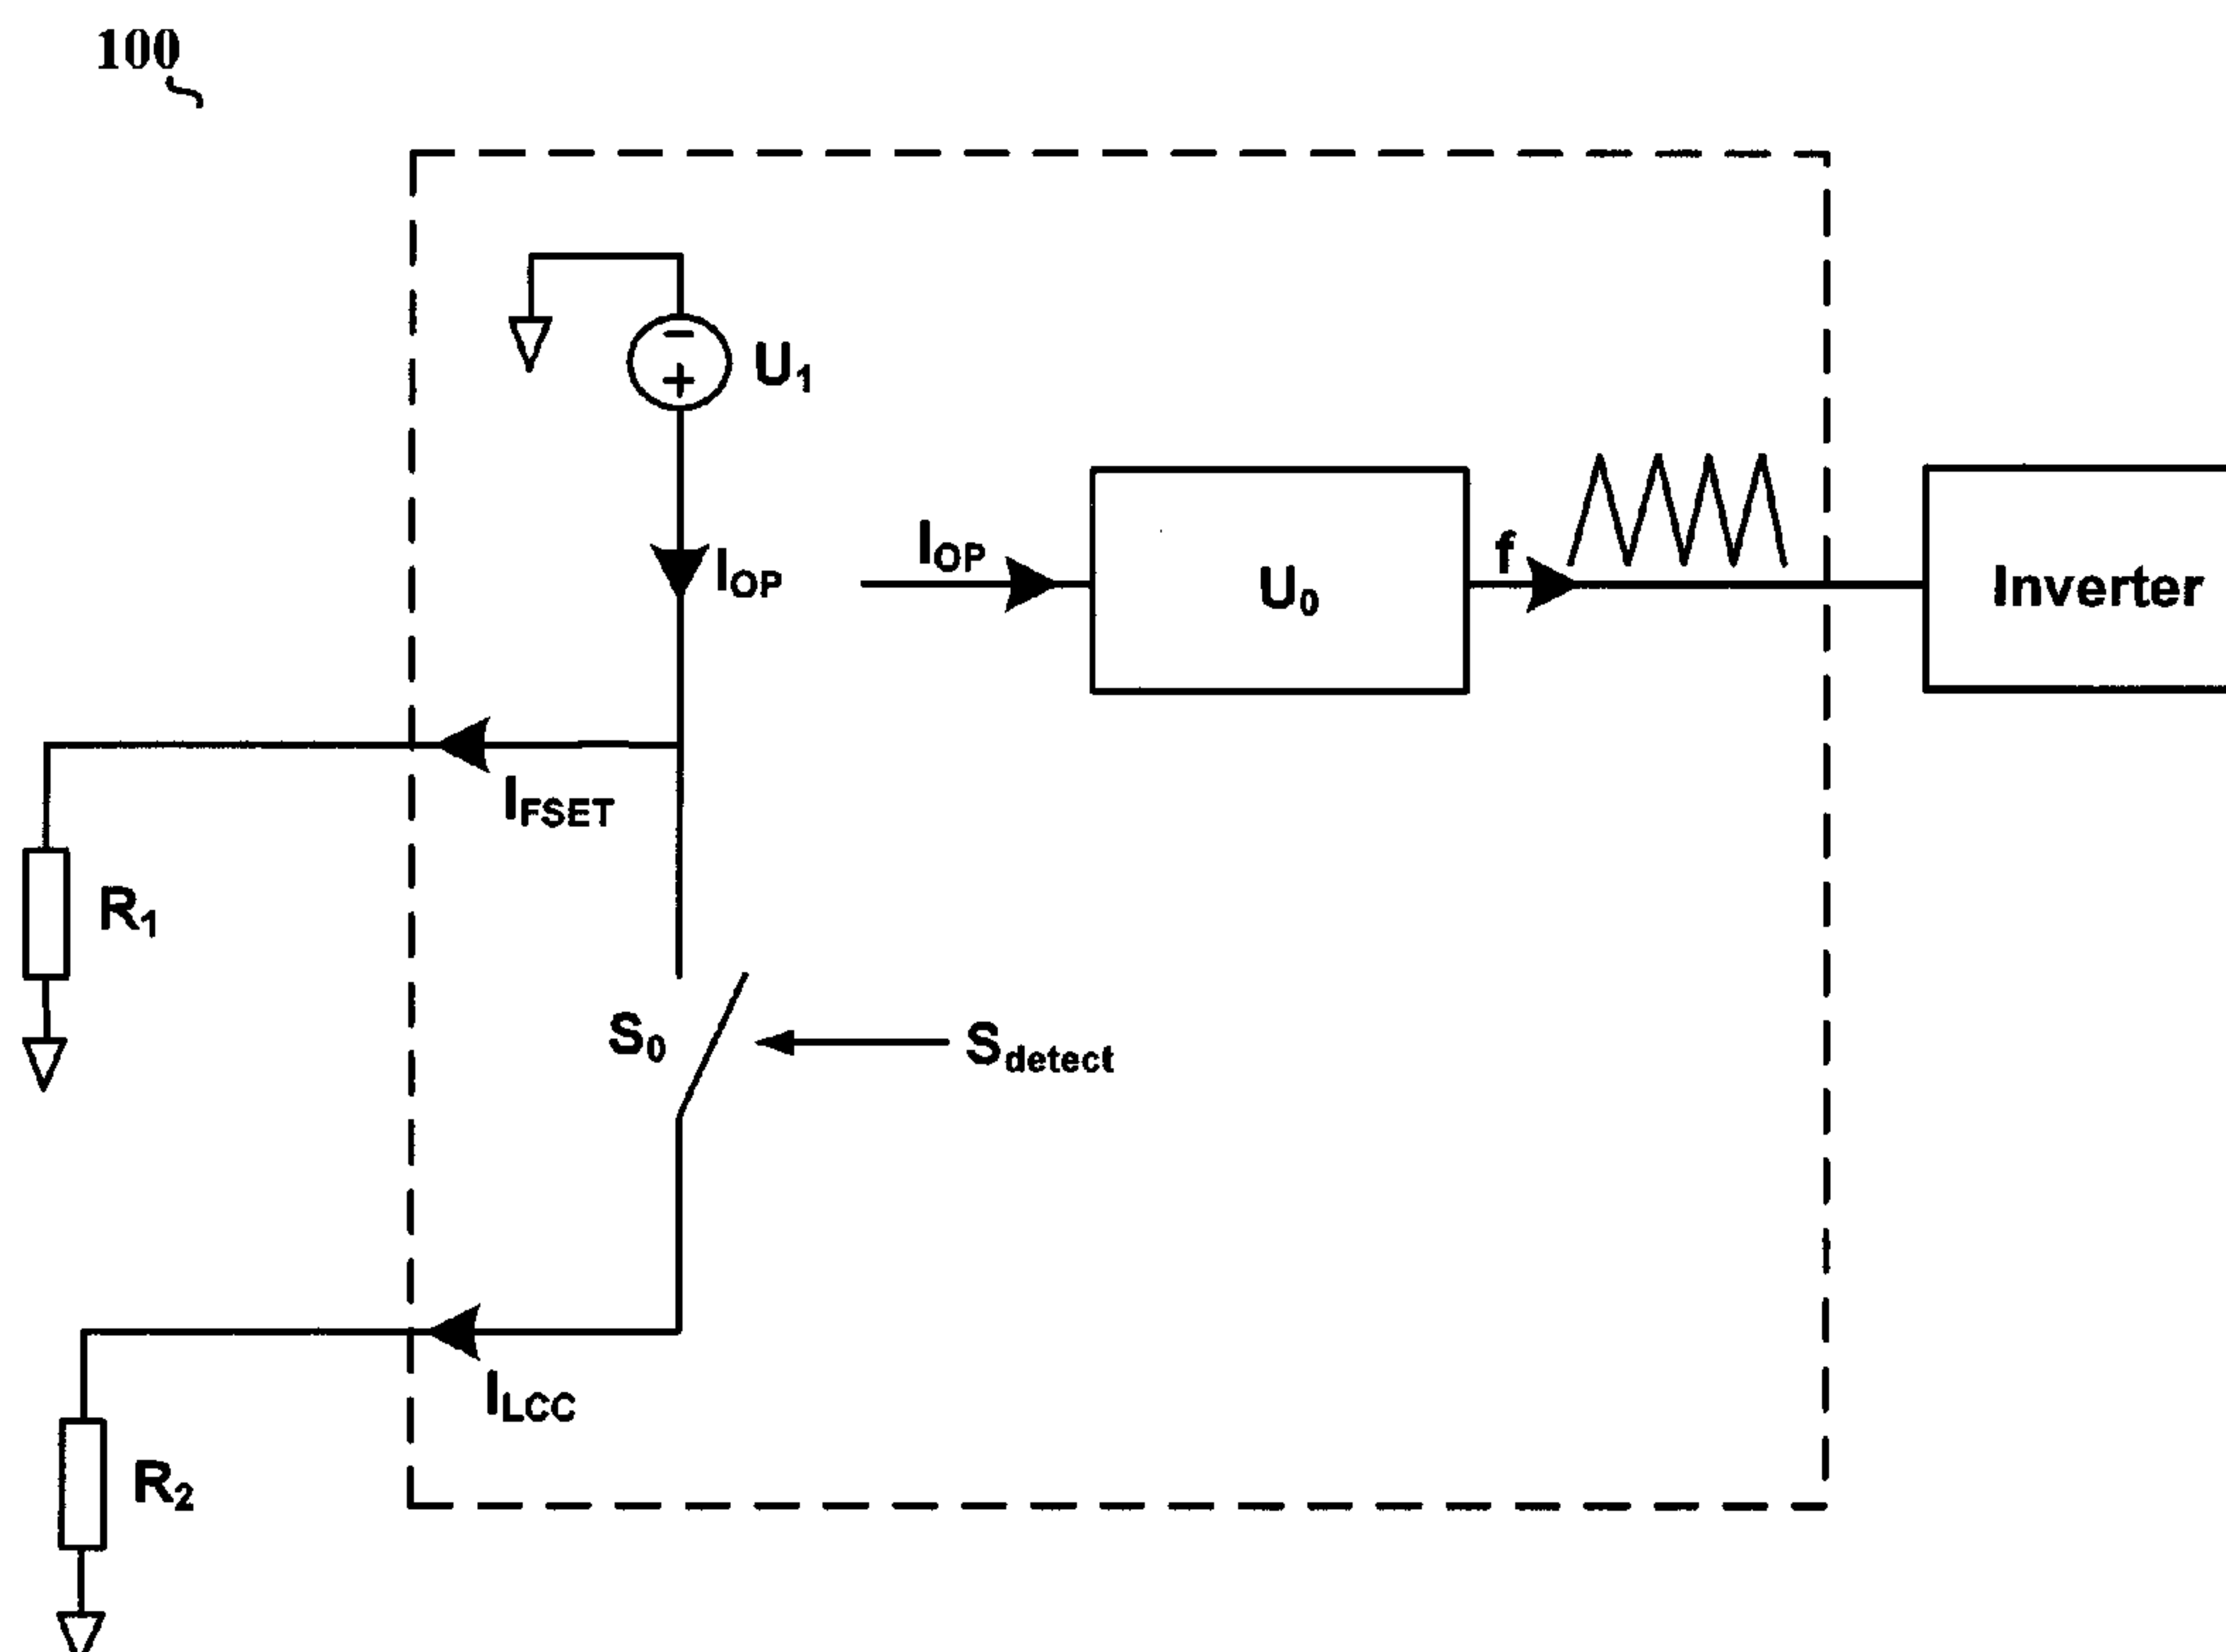 100
U1
IOP
IOP
U0
f
Inverter
IFSET
R1
S0
Sdetect
ILCC
R2